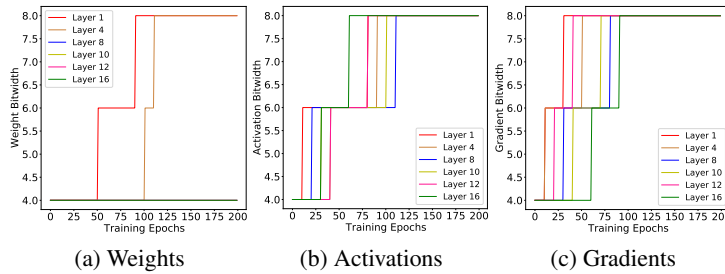 8.0
7.5
7.0
6.5
6.0
5.5
5.0
4.5
4.0
Weight Bitwidth
Layer 1
Layer 4
Layer 8
Layer 10
Layer 12
Layer 16
0 25 50 75 100 125 150 175 200
Training Epochs
(a) Weights
8.0
7.5
7.0
6.5
6.0
5.5
5.0
4.5
4.0
Activation Bitwidth
Layer 1
Layer 4
Layer 8
Layer 10
Layer 12
Layer 16
0 25 50 75 100 125 150 175 200
Training Epochs
(b) Activations
8.0
7.5
7.0
6.5
6.0
5.5
5.0
4.5
4.0
Gradient Bitwidth
Layer 1
Layer 4
Layer 8
Layer 10
Layer 12
Layer 16
0 25 50 75 100 125 150 175 200
Training Epochs
(c) Gradients